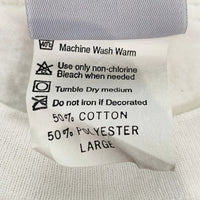 Machine Wash Warm
Use only non-chlorine
Bleach when needed
Tumble Dry medium
Do not iron if Decorated
50% COTTON
50% POLYESTER
LARGE